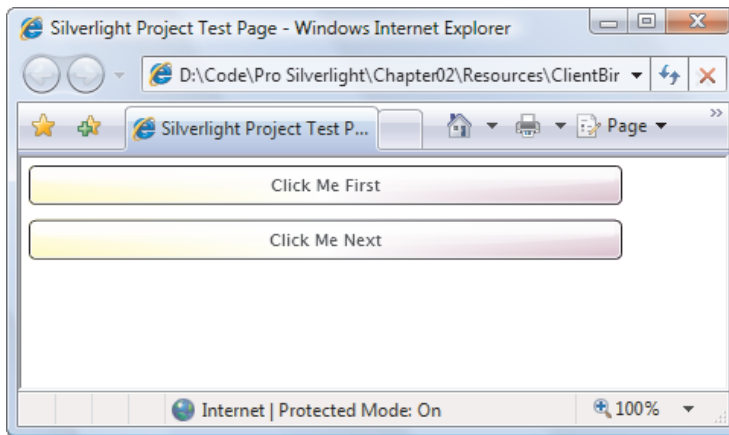 Silverlight Project Test Page - Windows Internet Explorer
D:\Code\Pro Silverlight\Chapter02\Resources\ClientBir
Silverlight Project Test P...
Page
Click Me First
Click Me Next
Internet | Protected Mode: On
100%